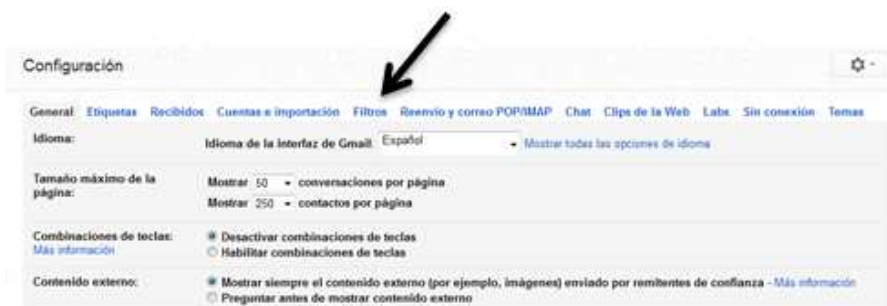 Configuración
General Etiquetas Recibidos Cuentas e importación Filtros Reenvío y correo POP/IMAP Chat Clips de la Web Labs Sin conexión Temas
Idioma: Idioma de la interfaz de Gmail: Español Mostrar todas las opciones de idioma
Tamaño máximo de la página: Mostrar 50 conversaciones por página
Mostrar 250 contactos por página
Combinaciones de teclas: Desactivar combinaciones de teclas
Más información Habilitar combinaciones de teclas
Contenido externo: Mostrar siempre el contenido externo (por ejemplo, imágenes) enviado por remitentes de confianza - Más información
Preguntar antes de mostrar contenido externo